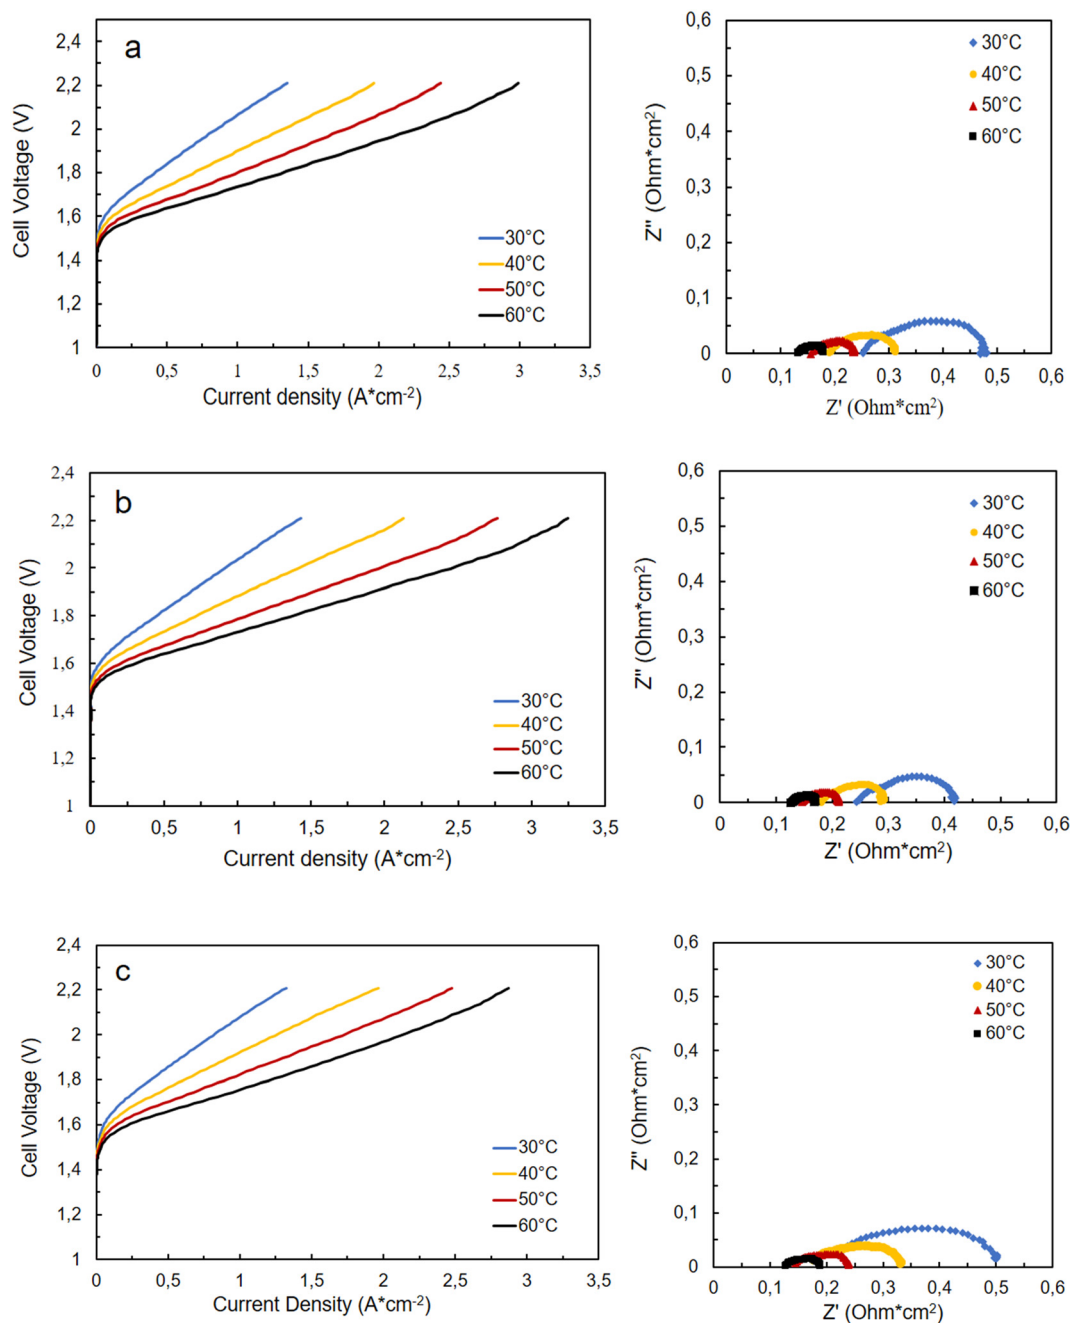 a
2,4
2,2
2
1,8
1,6
1,4
1,2
1
Cell Voltage (V)
30°C
40°C
50°C
60°C
0 0,5 1 1,5 2 2,5 3 3,5
Current density (A*cm-2)
0,6
0,5
0,4
0,3
0,2
0,1
0
Z'' (Ohm*cm2)
30°C
40°C
50°C
60°C
0 0,1 0,2 0,3 0,4 0,5 0,6
Z' (Ohm*cm2)
b
2,4
2,2
2
1,8
1,6
1,4
1,2
1
Cell Voltage (V)
30°C
40°C
50°C
60°C
0 0,5 1 1,5 2 2,5 3 3,5
Current density (A*cm-2)
0,6
0,5
0,4
0,3
0,2
0,1
0
Z'' (Ohm*cm2)
30°C
40°C
50°C
60°C
0 0,1 0,2 0,3 0,4 0,5 0,6
Z' (Ohm*cm2)
c
2,4
2,2
2
1,8
1,6
1,4
1,2
1
Cell Voltage (V)
30°C
40°C
50°C
60°C
0 0,5 1 1,5 2 2,5 3 3,5
Current Density (A*cm-2)
0,6
0,5
0,4
0,3
0,2
0,1
0
Z'' (Ohm*cm2)
30°C
40°C
50°C
60°C
0 0,1 0,2 0,3 0,4 0,5 0,6
Z' (Ohm*cm2)